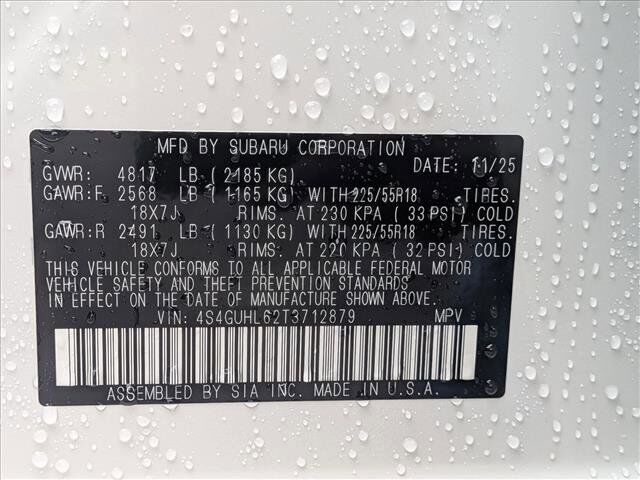 MFD BY SUBARU CORPORATION
GVWR: 4817 LB (2185 KG) DATE: 11/25
GAWR: F 2568 LB (1165 KG) WITH 225/55R18 TIRES.
18X7J RIMS. AT 230 KPA (33 PSI) COLD
GAWR: R 2491 LB (1130 KG) WITH 225/55R18 TIRES.
18X7J RIMS. AT 220 KPA (32 PSI) COLD
THIS VEHICLE CONFORMS TO ALL APPLICABLE FEDERAL MOTOR
VEHICLE SAFETY AND THEFT PREVENTION STANDARDS
IN EFFECT ON THE DATE OF MANUFACTURE SHOWN ABOVE.
VIN: 4S4GUHL62T3712879 MPV
ASSEMBLED BY SIA INC. MADE IN U.S.A.